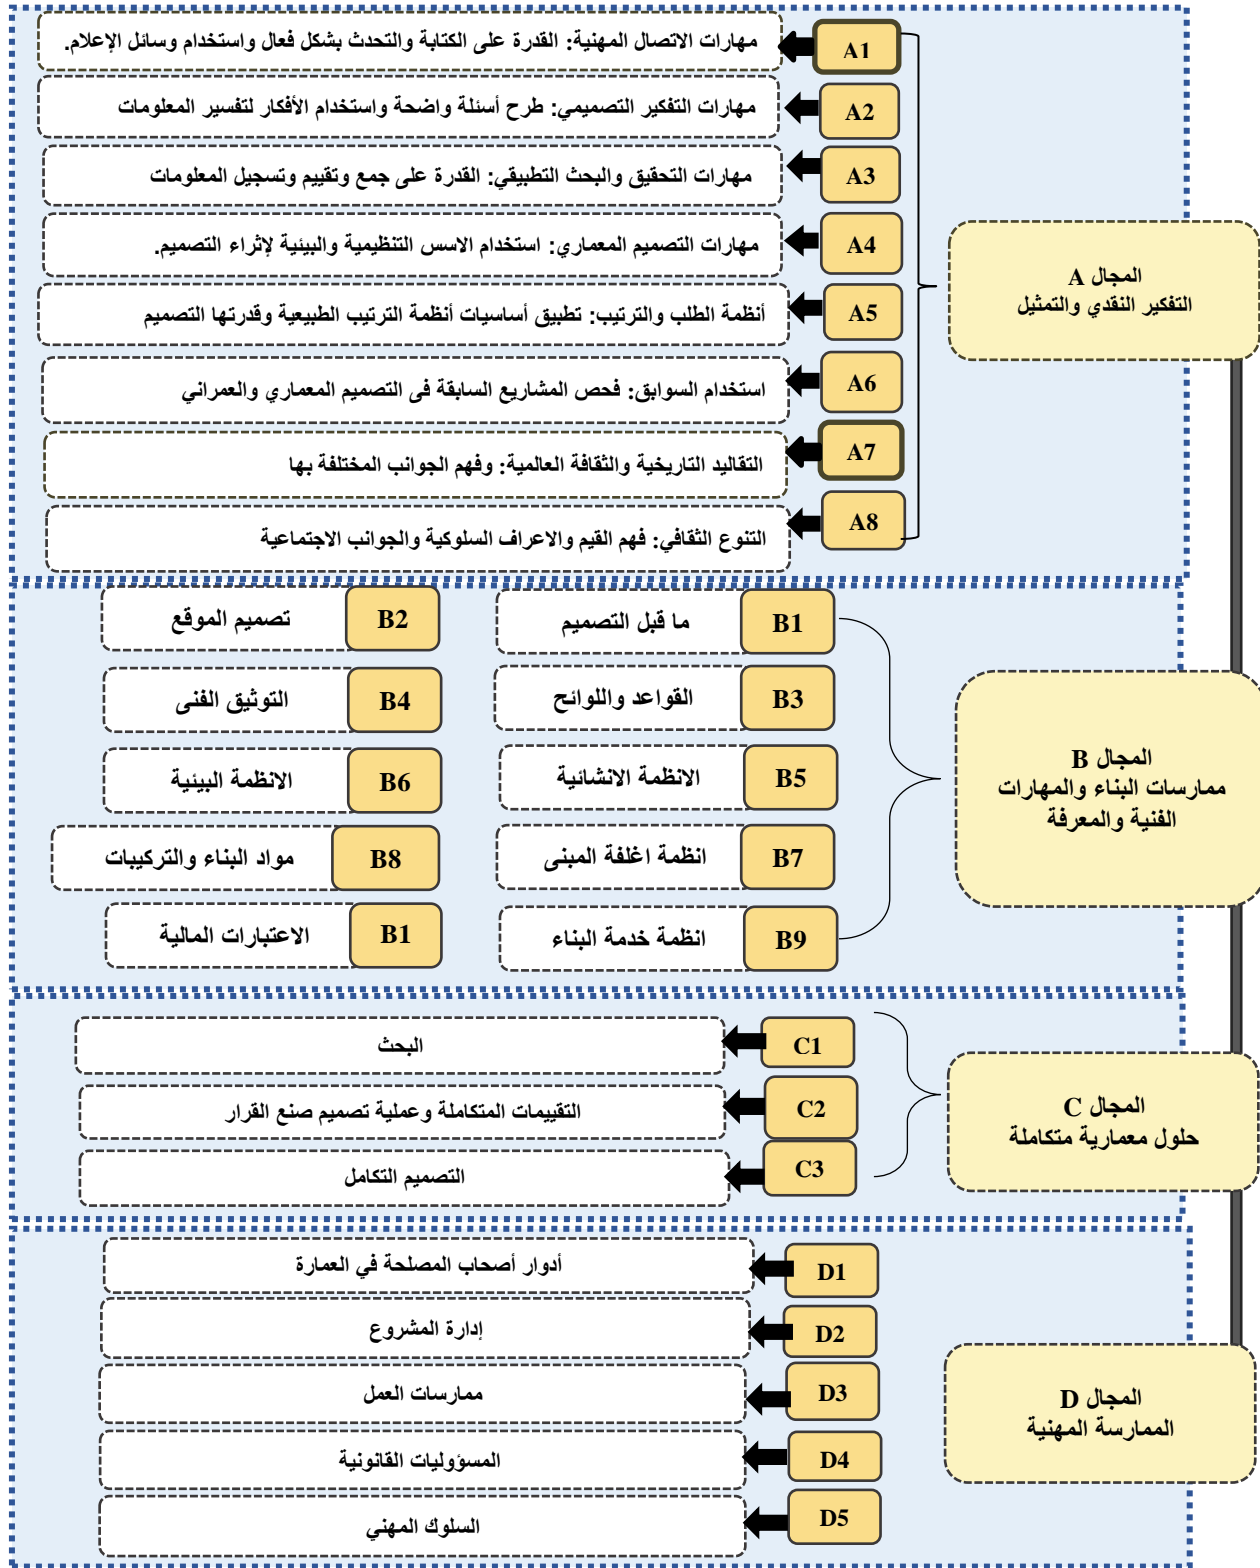 المجال A
التفكير النقدي والتمثيل
A1
مهارات الاتصال المهنية: القدرة على الكتابة والتحدث بشكل فعال واستخدام وسائل الإعلام.
A2
مهارات التفكير التصميمي: طرح أسئلة واضحة واستخدام الأفكار لتفسير المعلومات
A3
مهارات التحقيق والبحث التطبيقي: القدرة على جمع وتقييم وتسجيل المعلومات
A4
مهارات التصميم المعماري: استخدام الاسس التنظيمية والبيئية لإثراء التصميم.
A5
أنظمة الطلب والترتيب: تطبيق أساسيات أنظمة الترتيب الطبيعية وقدرتها التصميم
A6
استخدام السوابق: فحص المشاريع السابقة فى التصميم المعماري والعمراني
A7
التقاليد التاريخية والثقافة العالمية: وفهم الجوانب المختلفة بها
A8
التنوع الثقافي: فهم القيم والاعراف السلوكية والجوانب الاجتماعية
المجال B
ممارسات البناء والمهارات
الفنية والمعرفة
B1
ما قبل التصميم
B2
تصميم الموقع
B3
القواعد واللوائح
B4
التوثيق الفنى
B5
الانظمة الانشائية
B6
الانظمة البيئية
B7
انظمة اغلفة المبنى
B8
مواد البناء والتركيبات
B9
انظمة خدمة البناء
B1
الاعتبارات المالية
المجال C
حلول معمارية متكاملة
C1
البحث
C2
التقييمات المتكاملة وعملية تصميم صنع القرار
C3
التصميم التكامل
المجال D
الممارسة المهنية
D1
أدوار أصحاب المصلحة في العمارة
D2
إدارة المشروع
D3
ممارسات العمل
D4
المسؤوليات القانونية
D5
السلوك المهني